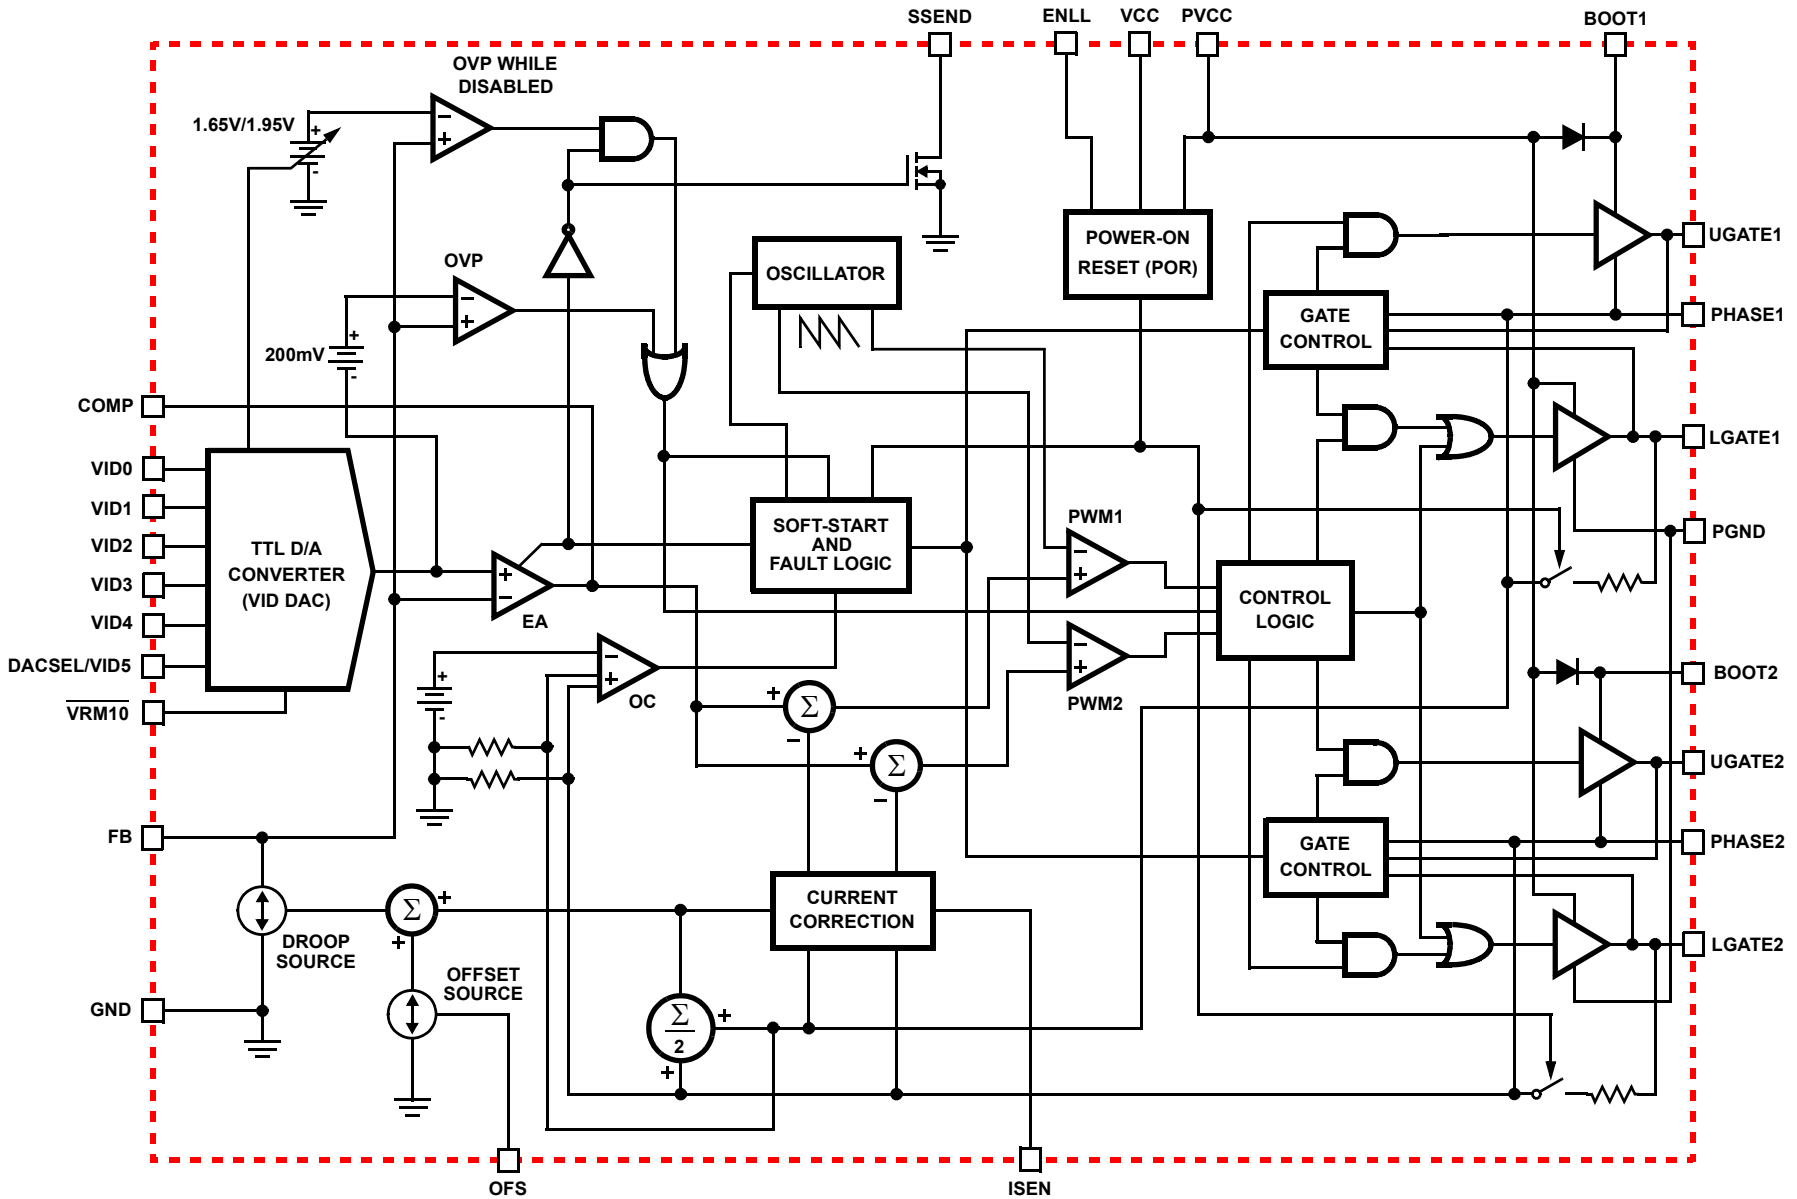 SSEND
ENLL
VCC
PVCC
BOOT1
OVP WHILE
DISABLED
1.65V/1.95V
+
-
−
+
OVP
−
+
200mV
+
-
OSCILLATOR
POWER-ON
RESET (POR)
UGATE1
GATE
CONTROL
PHASE1
COMP
LGATE1
VID0
VID1
VID2
VID3
VID4
DACSEL/VID5
VRM10
TTL D/A
CONVERTER
(VID DAC)
+
−
EA
SOFT-START
AND
FAULT LOGIC
PWM1
−
+
PGND
CONTROL
LOGIC
−
+
OC
+
-
−
+
PWM2
+
Σ
−
+
Σ
−
BOOT2
UGATE2
FB
GATE
CONTROL
PHASE2
Σ
+
+
CURRENT
CORRECTION
DROOP
SOURCE
OFFSET
SOURCE
LGATE2
GND
Σ
2
+
+
OFS
ISEN